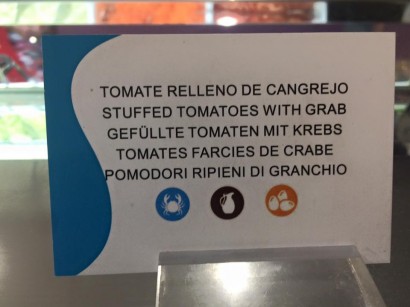 TOMATE RELLENO DE CANGREJO
STUFFED TOMATOES WITH GRAB
GEFÜLLTE TOMATEN MIT KREBS
TOMATES FARCIES DE CRABE
POMODORI RIPIENI DI GRANCHIO